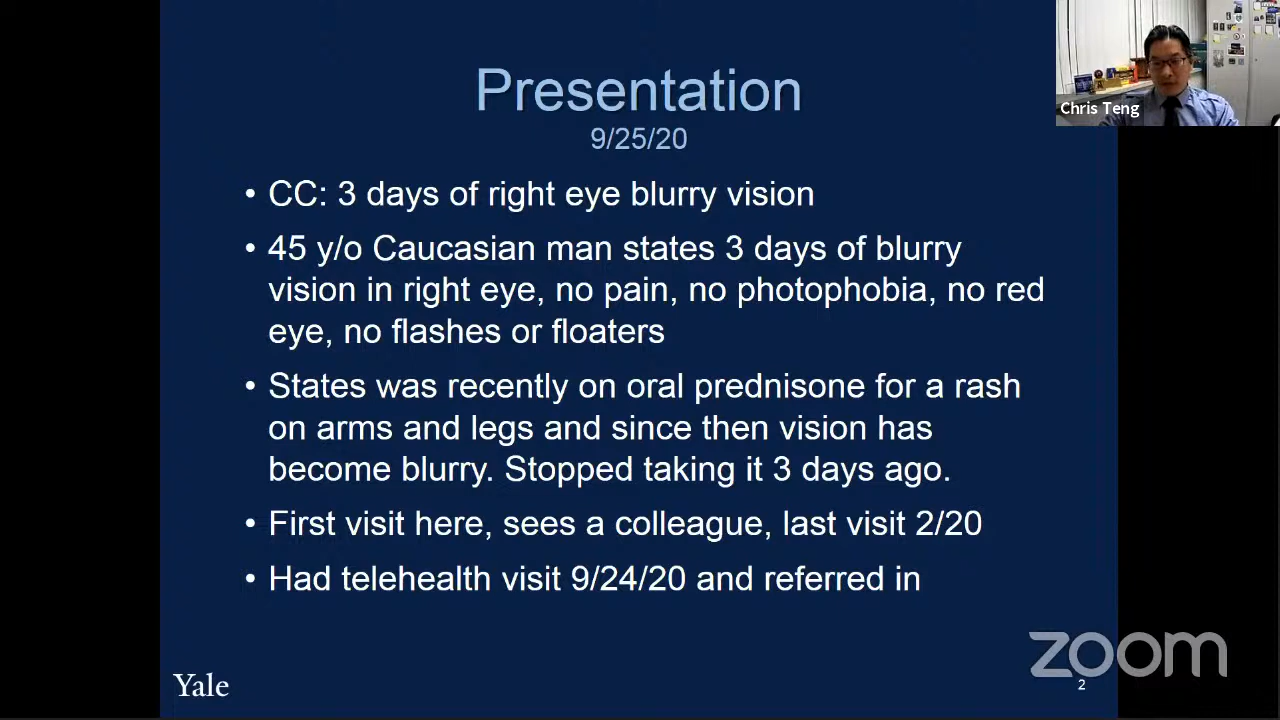 Presentation
9/25/20
Chris Teng
• CC: 3 days of right eye blurry vision
• 45 y/o Caucasian man states 3 days of blurry
vision in right eye, no pain, no photophobia, no red
eye, no flashes or floaters
• States was recently on oral prednisone for a rash
on arms and legs and since then vision has
become blurry. Stopped taking it 3 days ago.
• First visit here, sees a colleague, last visit 2/20
• Had telehealth visit 9/24/20 and referred in
zoom
Yale
2